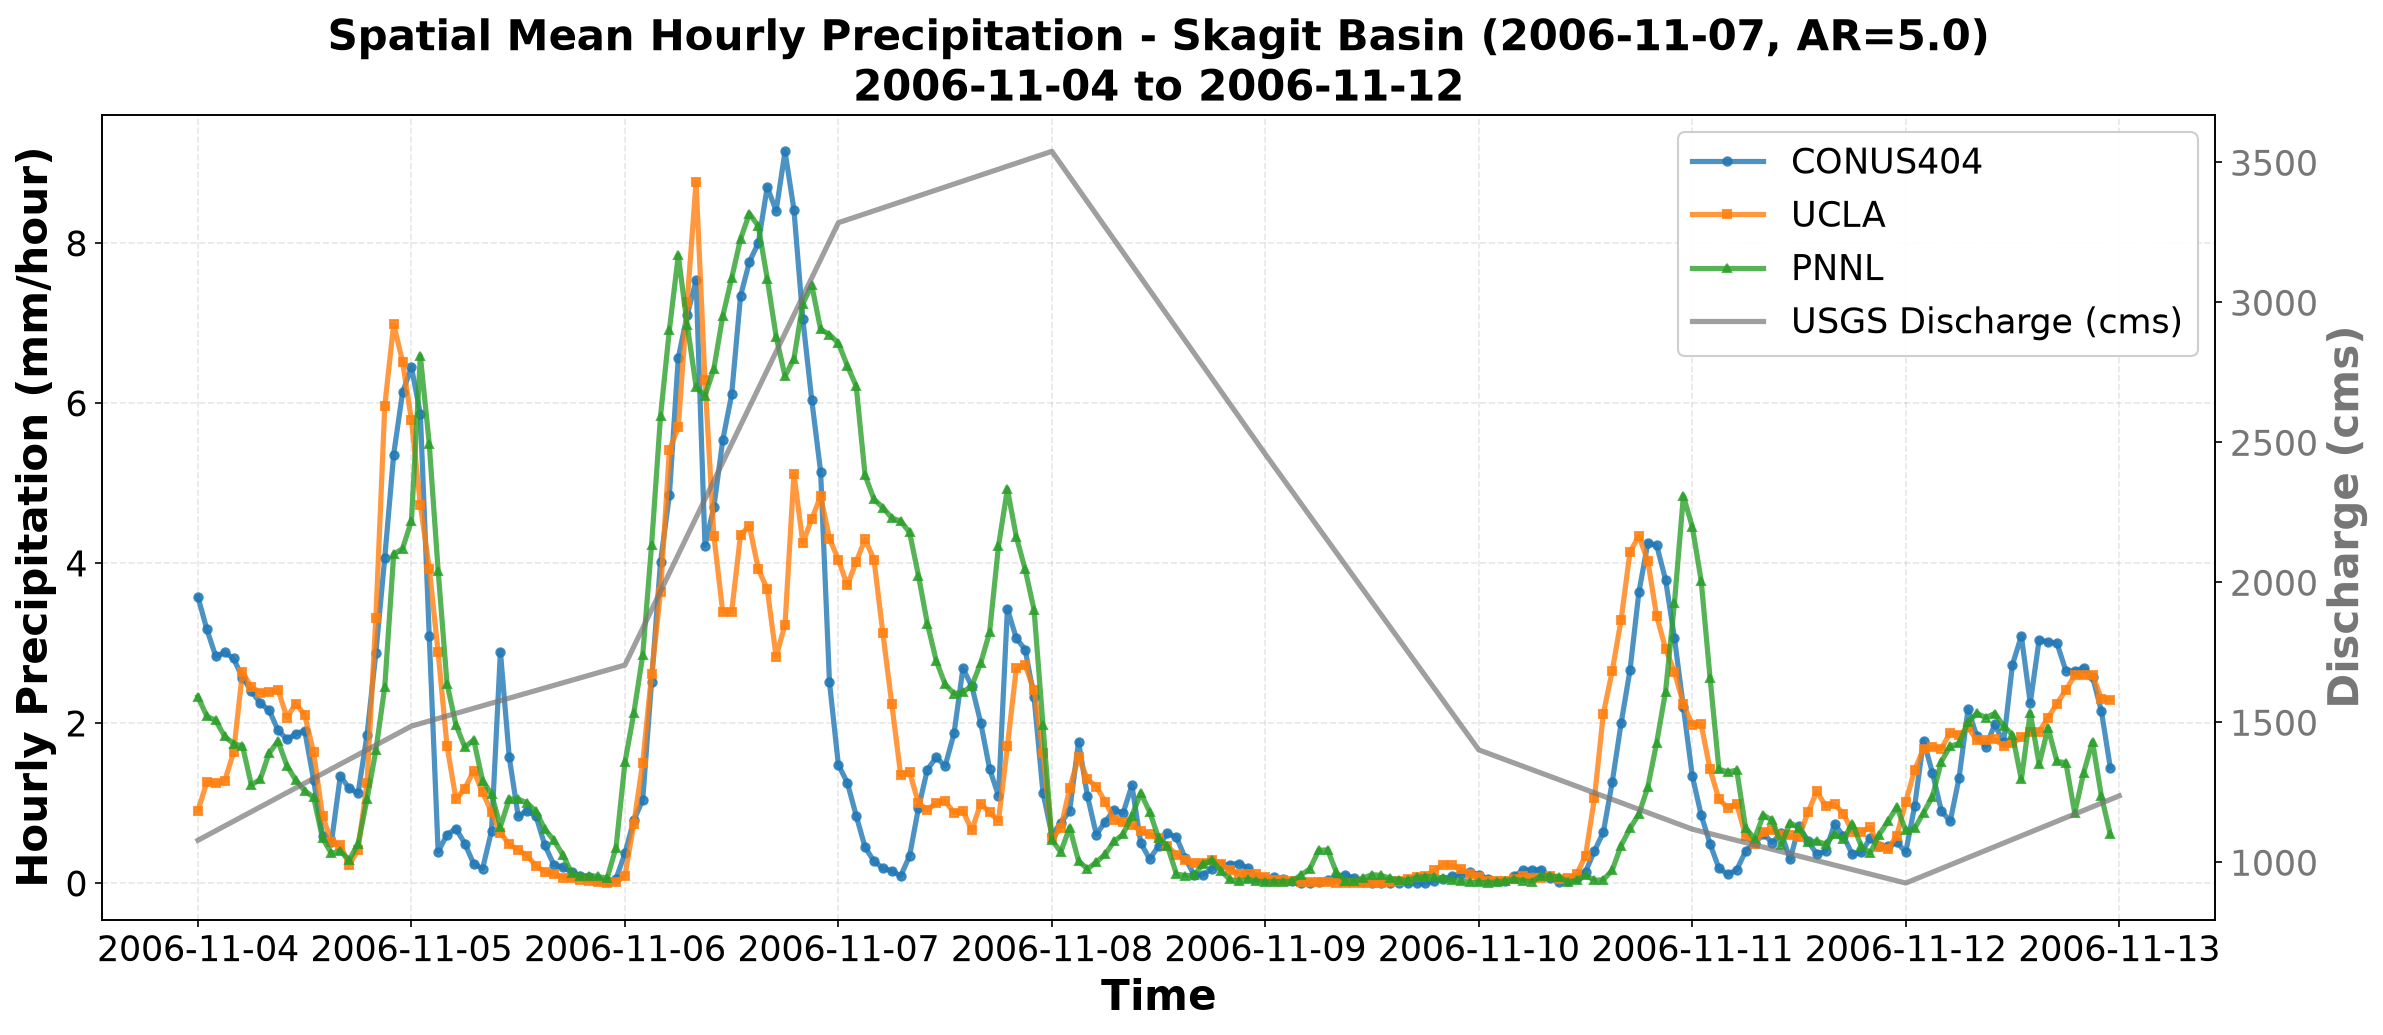 Spatial Mean Hourly Precipitation - Skagit Basin (2006-11-07, AR=5.0)
2006-11-04 to 2006-11-12
Hourly Precipitation (mm/hour)
8
6
4
2
0
CONUS404
UCLA
PNNL
USGS Discharge (cms)
3500
3000
2500
2000
1500
1000
Discharge (cms)
2006-11-04 2006-11-05 2006-11-06 2006-11-07 2006-11-08 2006-11-09 2006-11-10 2006-11-11 2006-11-12 2006-11-13
Time